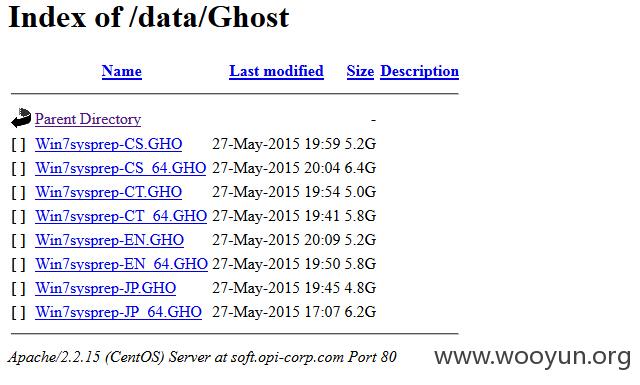 Index of /data/Ghost
Name Last modified Size Description
Parent Directory -
[ ] Win7sysprep-CS.GHO 27-May-2015 19:59 5.2G
[ ] Win7sysprep-CS_64.GHO 27-May-2015 20:04 6.4G
[ ] Win7sysprep-CT.GHO 27-May-2015 19:54 5.0G
[ ] Win7sysprep-CT_64.GHO 27-May-2015 19:41 5.8G
[ ] Win7sysprep-EN.GHO 27-May-2015 20:09 5.2G
[ ] Win7sysprep-EN_64.GHO 27-May-2015 19:50 5.8G
[ ] Win7sysprep-JP.GHO 27-May-2015 19:45 4.8G
[ ] Win7sysprep-JP_64.GHO 27-May-2015 17:07 6.2G
Apache/2.2.15 (CentOS) Server at soft.opi-corp.com Port 80
www.wooyun.org